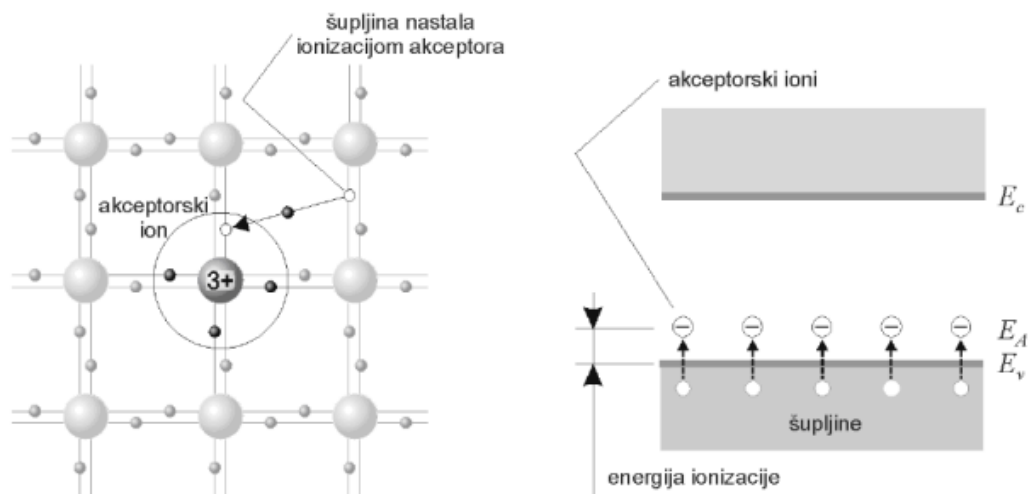 šupljina nastala
ionizacijom akceptora
akceptorski
ion
3+
akceptorski ioni
E_c
E_A
E_v
šupljine
energija ionizacije